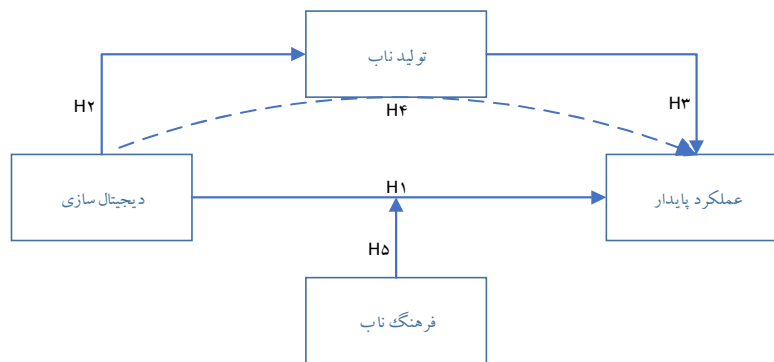 تولید ناب
H۲
H۴
H۳
دیجیتال سازی
H۱
عملکرد پایدار
H۵
فرهنگ ناب